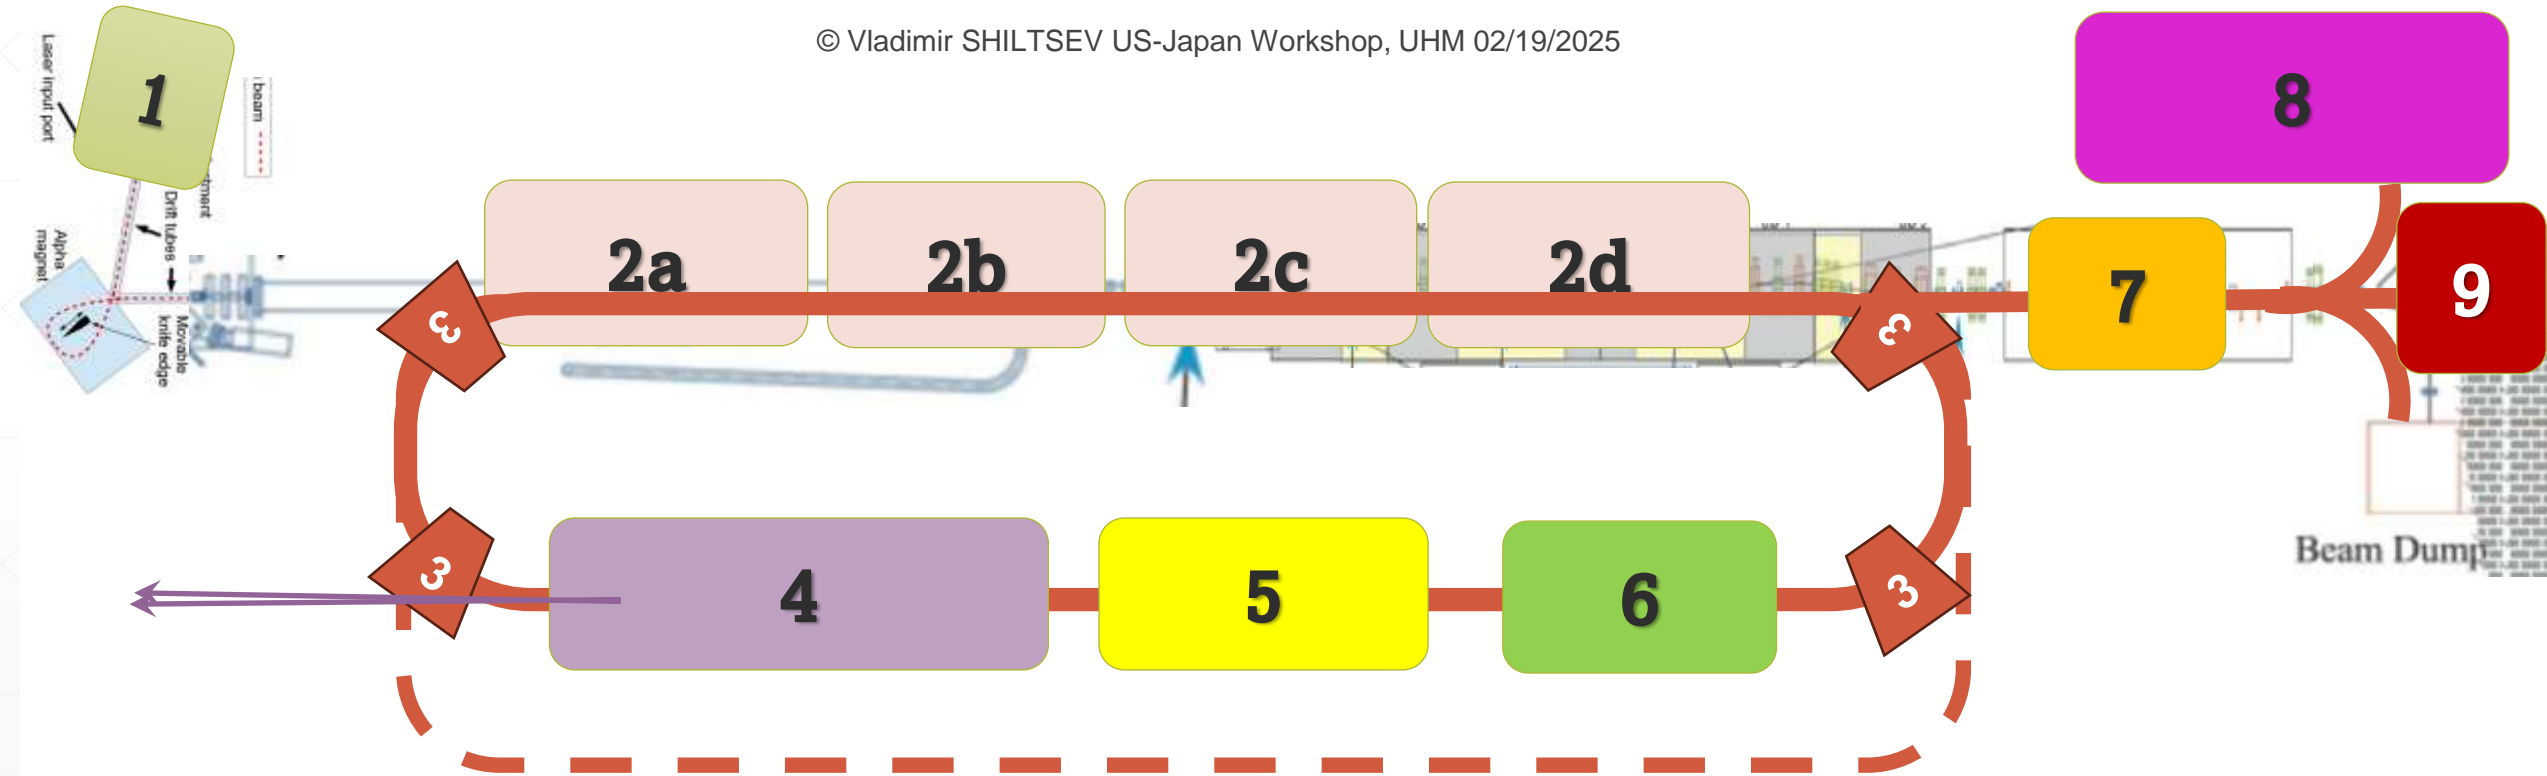 © Vladimir SHILTSEV US-Japan Workshop, UHM 02/19/2025
1
Laser input port
beam
Drift tubes
Alpha
magnet
Movable
knife edge
2a
2b
2c
2d
8
7
9
3
3
3
3
4
5
6
Beam Dump